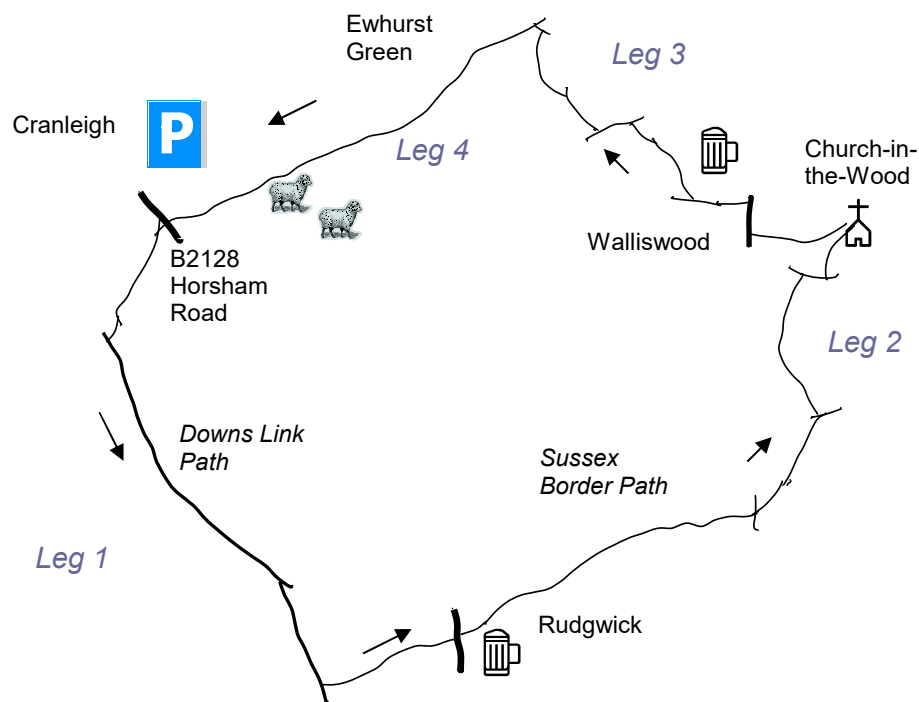 Ewhurst
Green
Leg 3
Cranleigh
P
Leg 4
Church-in-
the-Wood
Walliswood
B2128
Horsham
Road
Leg 2
Downs Link
Path
Sussex
Border Path
Leg 1
Rudgwick